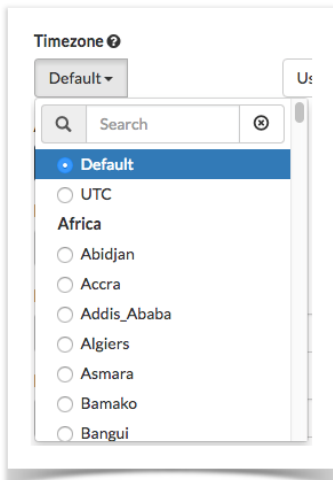 Timezone
Default
Us
Search
Default
UTC
Africa
Abidjan
Accra
Addis_Ababa
Algiers
Asmara
Bamako
Bangui